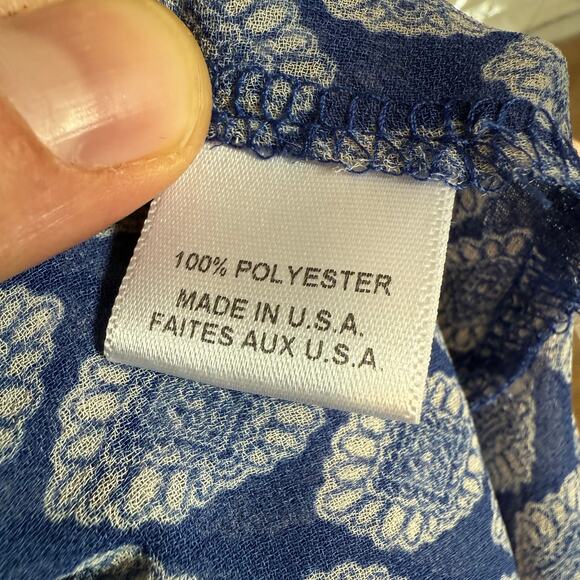 100% POLYESTER
MADE IN U.S.A.
FAITES AUX U.S.A.